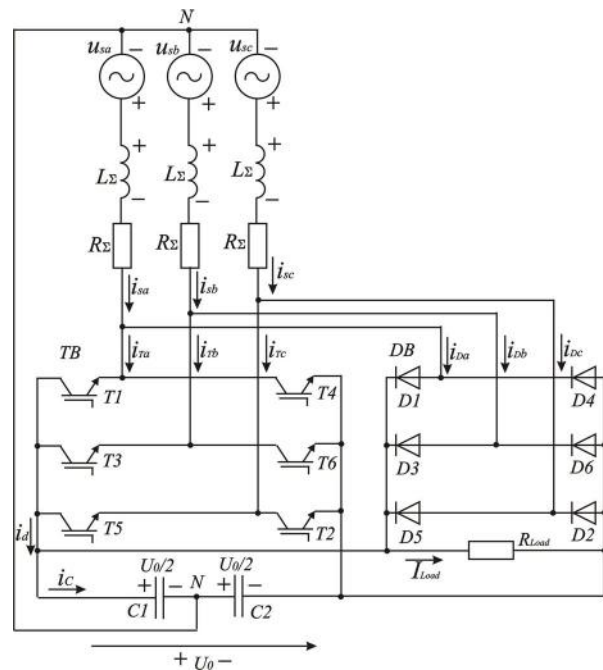 N
usa − usb − usc −
+ + +
+ + +
LΣ LΣ LΣ
− − −
RΣ RΣ RΣ
isa isb isc
TB iTa iTb iTc DB iDa iDb iDc
T1 T4 D1 D4
T3 T6 D3 D6
T5 T2 D5 D2
id RLoad
ILoad
iC U0/2 N U0/2
+ − + −
C1 C2
+ U0 −